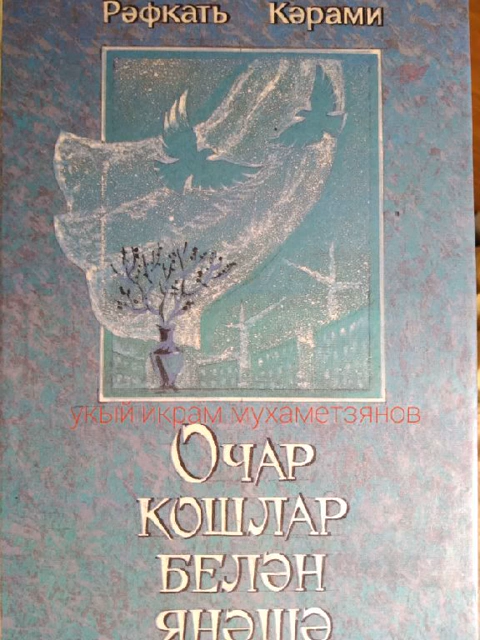 Рәфкать Кәрами
укый икрам мухаметзянов
Очар
кошлар
белән
янәшә